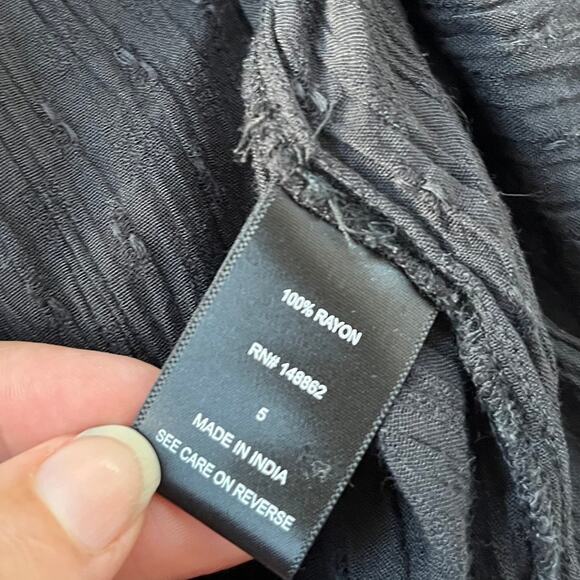 100% RAYON
RN# 148862
5
MADE IN INDIA
SEE CARE ON REVERSE